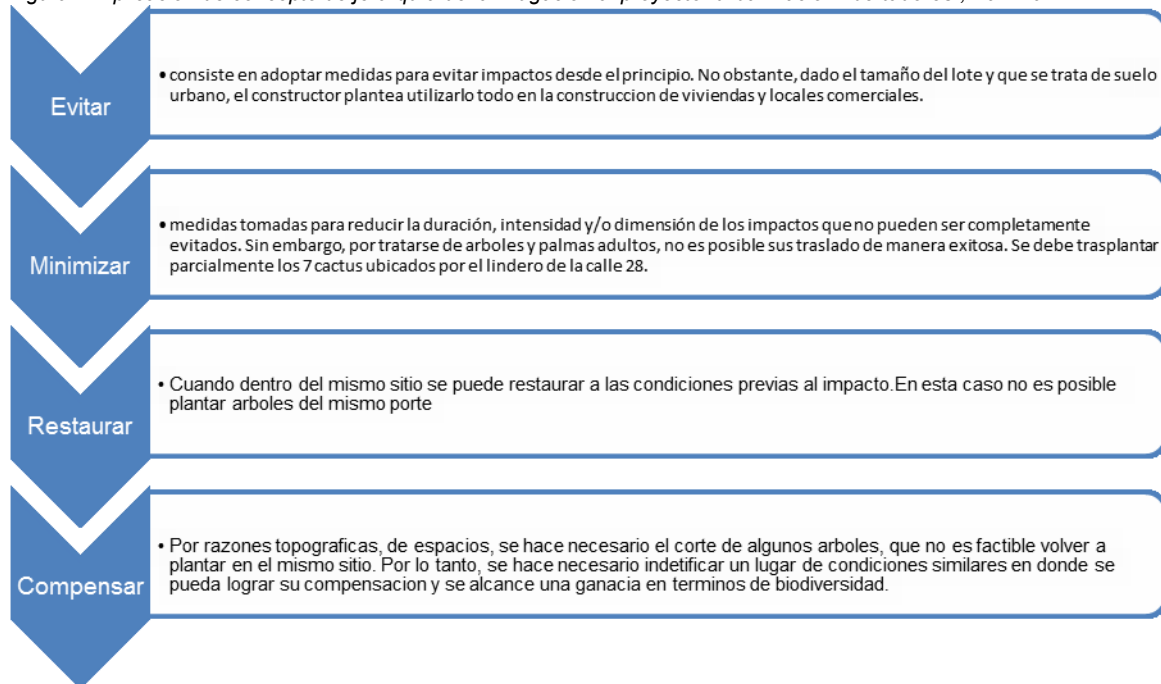 Evitar
• consiste en adoptar medidas para evitar impactos desde el principio. No obstante, dado el tamaño del lote y que se trata de suelo
urbano, el constructor plantea utilizarlo todo en la construccion de viviendas y locales comerciales.
Minimizar
• medidas tomadas para reducir la duración, intensidad y/o dimensión de los impactos que no pueden ser completamente
evitados. Sin embargo, por tratarse de arboles y palmas adultos, no es posible sus traslado de manera exitosa. Se debe trasplantar
parcialmente los 7 cactus ubicados por el lindero de la calle 28.
Restaurar
• Cuando dentro del mismo sitio se puede restaurar a las condiciones previas al impacto.En esta caso no es posible
plantar arboles del mismo porte
Compensar
• Por razones topograficas, de espacios, se hace necesario el corte de algunos arboles, que no es factible volver a
plantar en el mismo sitio. Por lo tanto, se hace necesario indetificar un lugar de condiciones similares en donde se
pueda lograr su compensacion y se alcance una ganacia en terminos de biodiversidad.